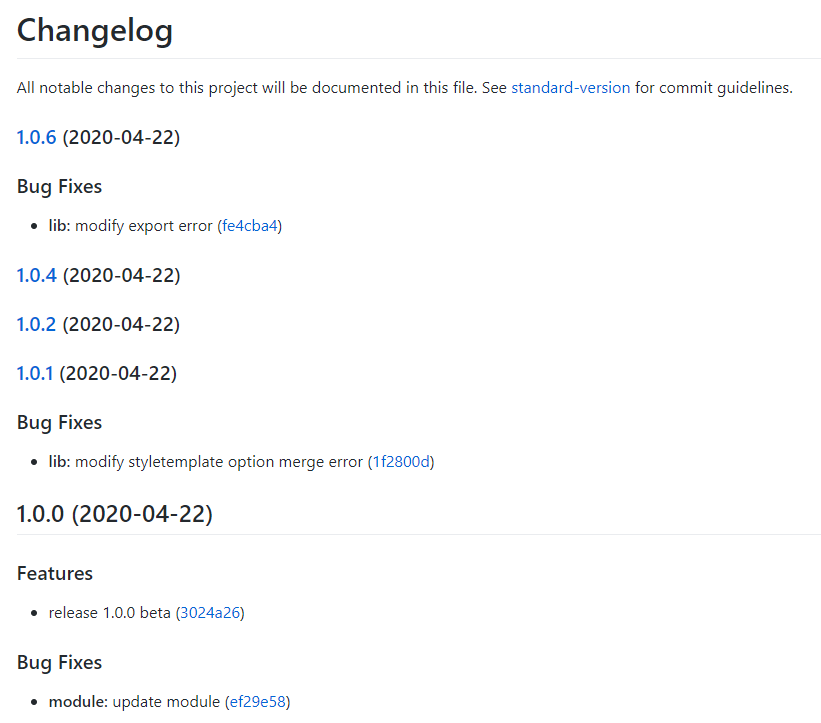 Changelog
All notable changes to this project will be documented in this file. See standard-version for commit guidelines.
1.0.6 (2020-04-22)
Bug Fixes
• lib: modify export error (fe4cba4)
1.0.4 (2020-04-22)
1.0.2 (2020-04-22)
1.0.1 (2020-04-22)
Bug Fixes
• lib: modify styletemplate option merge error (1f2800d)
1.0.0 (2020-04-22)
Features
• release 1.0.0 beta (3024a26)
Bug Fixes
• module: update module (ef29e58)